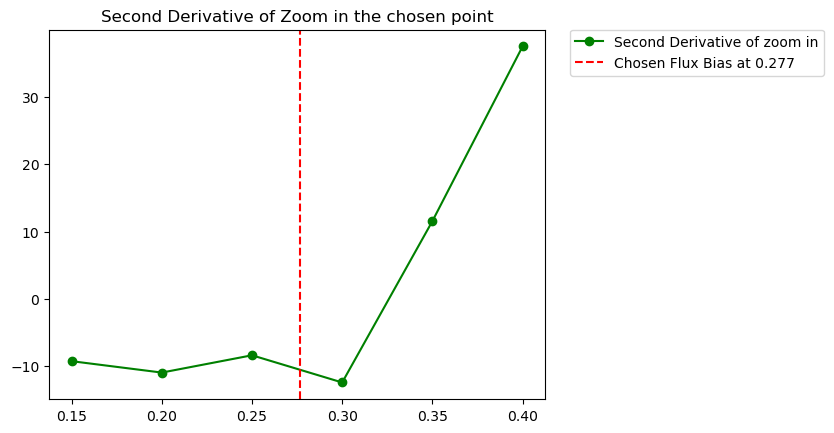 Second Derivative of Zoom in the chosen point
Second Derivative of zoom in
Chosen Flux Bias at 0.277
30
20
10
0
−10
0.15 0.20 0.25 0.30 0.35 0.40